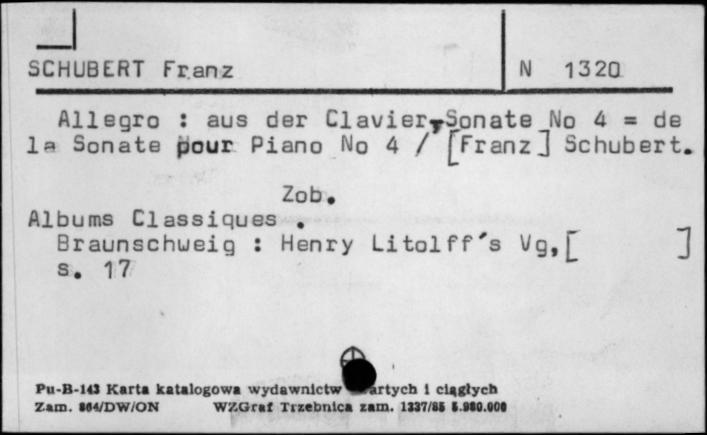 SCHUBERT Franz N 1320
Allegro : aus der Clavier-Sonate No 4 = de
la Sonate pour Piano No 4 / [Franz] Schubert.
Zob.
Albums Classiques .
Braunschweig : Henry Litolff's Vg,[ ]
s. 17
Pu-B-143 Karta katalogowa wydawnictw artych i ciągłych
Zam. 864/DW/ON WZGraf Trzebnica zam. 1337/85 5.980.000